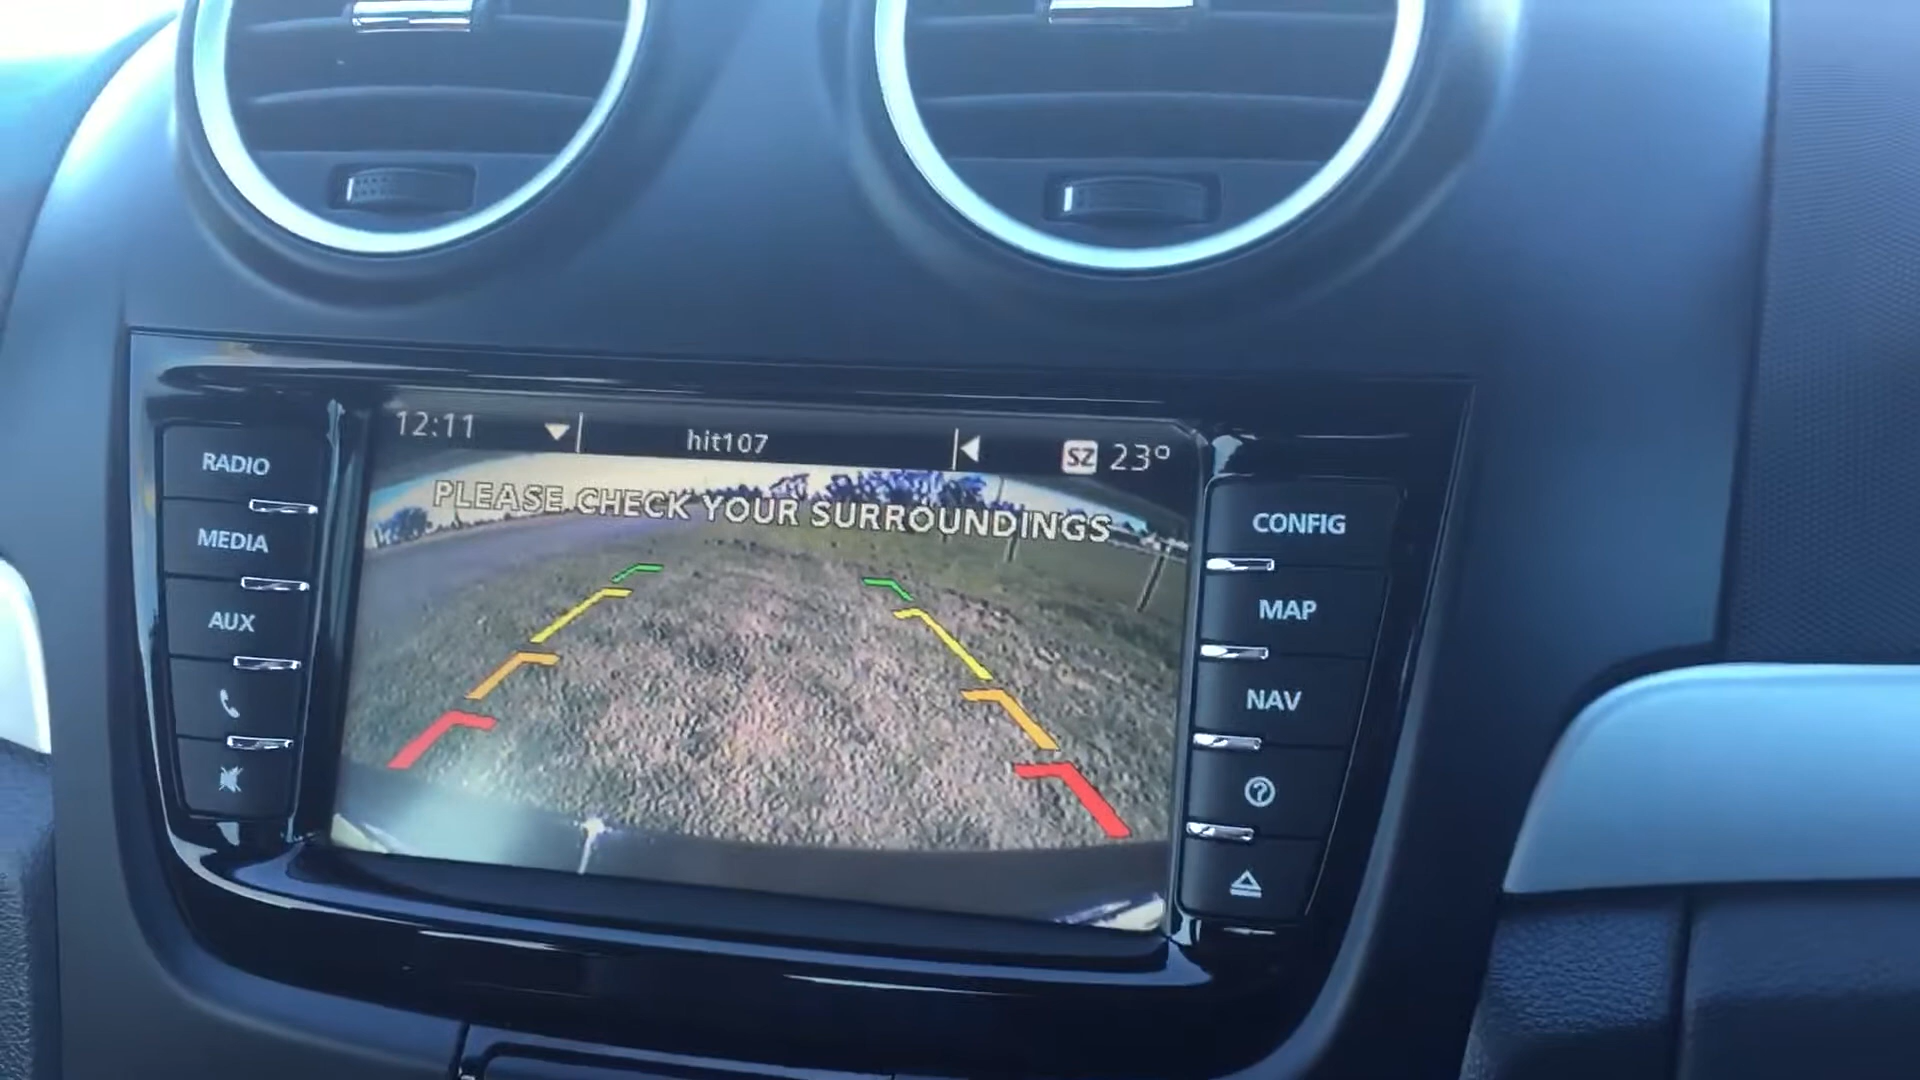 12:11
hit107
SZ 23°
PLEASE CHECK YOUR SURROUNDINGS
RADIO
MEDIA
AUX
CONFIG
MAP
NAV
?